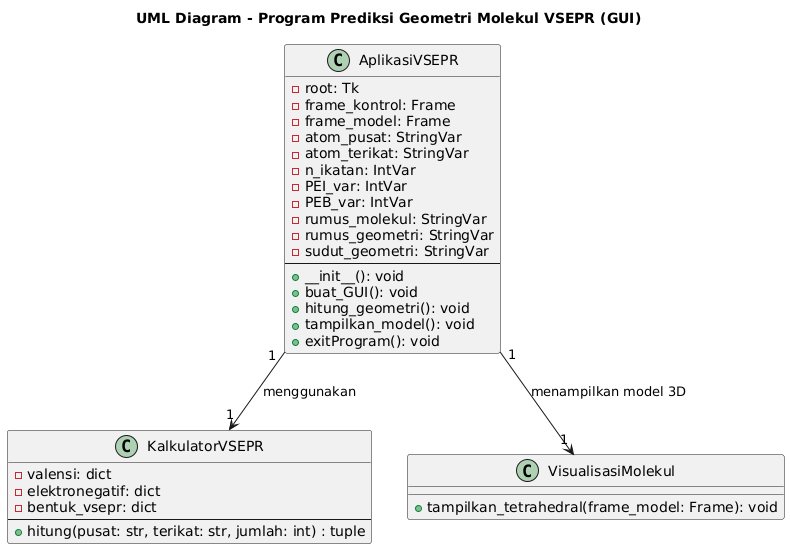 UML Diagram - Program Prediksi Geometri Molekul VSEPR (GUI)
C AplikasiVSEPR
root: Tk
frame_kontrol: Frame
frame_model: Frame
atom_pusat: StringVar
atom_terikat: StringVar
n_ikatan: IntVar
PEI_var: IntVar
PEB_var: IntVar
rumus_molekul: StringVar
rumus_geometri: StringVar
sudut_geometri: StringVar
__init__(): void
buat_GUI(): void
hitung_geometri(): void
tampilkan_model(): void
exitProgram(): void
1
1
menggunakan
menampilkan model 3D
1
1
C KalkulatorVSEPR
valensi: dict
elektronegatif: dict
bentuk_vsepr: dict
hitung(pusat: str, terikat: str, jumlah: int) : tuple
C VisualisasiMolekul
tampilkan_tetrahedral(frame_model: Frame): void